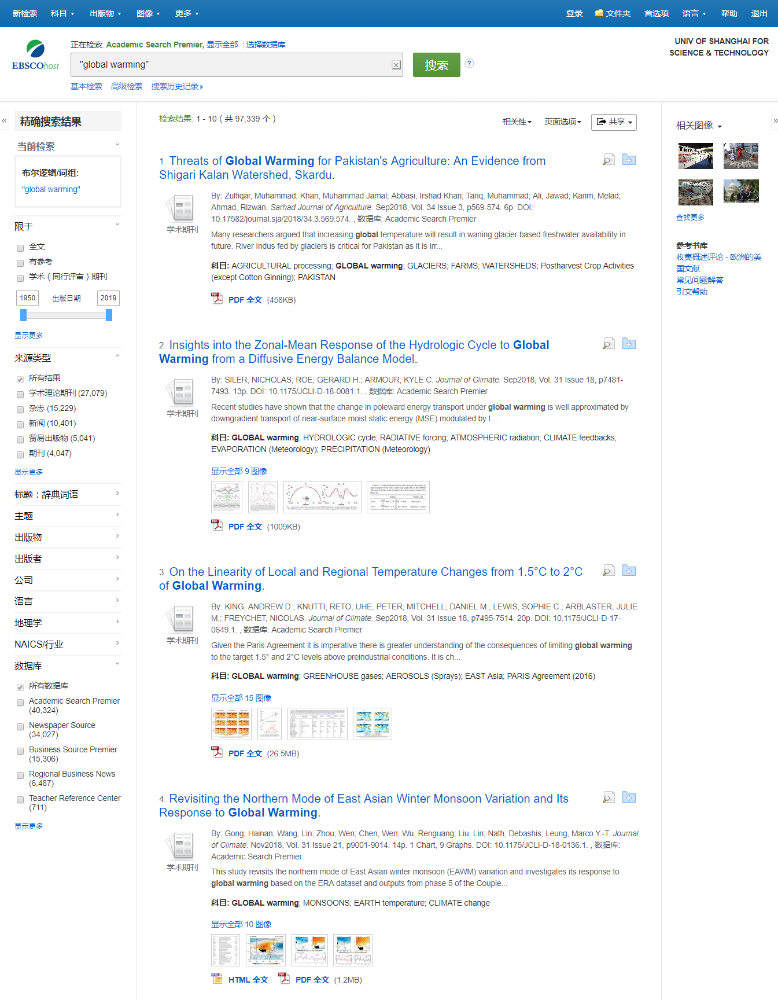 新检索 科目 出版物 图像 更多 登录 文件夹 首选项 语言 帮助 退出
EBSCOhost
正在检索: Academic Search Premier, 显示全部 选择数据库
"global warming"
搜索 ?
基本检索 高级检索 搜索历史记录
UNIV OF SHANGHAI FOR
SCIENCE & TECHNOLOGY
«
精确搜索结果
当前检索
布尔逻辑/词组:
"global warming"
限于
全文
有参考
学术（同行评审）期刊
1950 出版日期 2019
显示更多
来源类型
所有结果
学术理论期刊 (27,079)
杂志 (15,229)
新闻 (10,401)
贸易出版物 (5,041)
期刊 (4,047)
显示更多
标题：辞典词语
主题
出版物
出版者
公司
语言
地理学
NAICS/行业
数据库
所有数据库
Academic Search Premier
(40,324)
Newspaper Source
(34,027)
Business Source Premier
(15,306)
Regional Business News
(6,487)
Teacher Reference Center
(711)
显示更多
检索结果: 1 - 10（共 97,339 个）
相关性 页面选项 共享
1. Threats of Global Warming for Pakistan's Agriculture: An Evidence from
Shigari Kalan Watershed, Skardu.
学术期刊
By: Zulfiqar, Muhammad; Khan, Muhammad Jamal; Abbasi, Irshad Khan; Tariq, Muhammad; Ali, Jawad; Karim, Melad;
Ahmad, Rizwan. Sarhad Journal of Agriculture. Sep2018, Vol. 34 Issue 3, p569-574. 6p. DOI:
10.17582/journal.sja/2018/34.3.569.574. , 数据库: Academic Search Premier
Many researchers argued that increasing global temperature will result in waning glacier based freshwater availability in
future. River Indus fed by glaciers is critical for Pakistan as it is irr...
科目: AGRICULTURAL processing; GLOBAL warming; GLACIERS; FARMS; WATERSHEDS; Postharvest Crop Activities
(except Cotton Ginning); PAKISTAN
PDF 全文 (458KB)
2. Insights into the Zonal-Mean Response of the Hydrologic Cycle to Global
Warming from a Diffusive Energy Balance Model.
学术期刊
By: SILER, NICHOLAS; ROE, GERARD H.; ARMOUR, KYLE C. Journal of Climate. Sep2018, Vol. 31 Issue 18, p7481-
7493. 13p. DOI: 10.1175/JCLI-D-18-0081.1. , 数据库: Academic Search Premier
Recent studies have shown that the change in poleward energy transport under global warming is well approximated by
downgradient transport of near-surface moist static energy (MSE) modulated by t...
科目: GLOBAL warming; HYDROLOGIC cycle; RADIATIVE forcing; ATMOSPHERIC radiation; CLIMATE feedbacks;
EVAPORATION (Meteorology); PRECIPITATION (Meteorology)
显示全部 9 图像
PDF 全文 (1009KB)
3. On the Linearity of Local and Regional Temperature Changes from 1.5°C to 2°C
of Global Warming.
学术期刊
By: KING, ANDREW D.; KNUTTI, RETO; UHE, PETER; MITCHELL, DANIEL M.; LEWIS, SOPHIE C.; ARBLASTER, JULIE
M.; FREYCHET, NICOLAS. Journal of Climate. Sep2018, Vol. 31 Issue 18, p7495-7514. 20p. DOI: 10.1175/JCLI-D-17-
0649.1. , 数据库: Academic Search Premier
Given the Paris Agreement it is imperative there is greater understanding of the consequences of limiting global warming
to the target 1.5° and 2°C levels above preindustrial conditions. It is ch...
科目: GLOBAL warming; GREENHOUSE gases; AEROSOLS (Sprays); EAST Asia; PARIS Agreement (2016)
显示全部 15 图像
PDF 全文 (26.5MB)
4. Revisiting the Northern Mode of East Asian Winter Monsoon Variation and Its
Response to Global Warming.
学术期刊
By: Gong, Hainan; Wang, Lin; Zhou, Wen; Chen, Wen; Wu, Renguang; Liu, Lin; Nath, Debashis; Leung, Marco Y.-T. Journal
of Climate. Nov2018, Vol. 31 Issue 21, p9001-9014. 14p. 1 Chart, 9 Graphs. DOI: 10.1175/JCLI-D-18-0136.1. , 数据库:
Academic Search Premier
This study revisits the northern mode of East Asian winter monsoon (EAWM) variation and investigates its response to
global warming based on the ERA dataset and outputs from phase 5 of the Couple...
科目: GLOBAL warming; MONSOONS; EARTH temperature; CLIMATE change
显示全部 10 图像
HTML 全文 PDF 全文 (1.2MB)
»
相关图像
查找更多
参考书库
收集概述评论 - 欧洲的美
国文献
常见问题解答
引文帮助